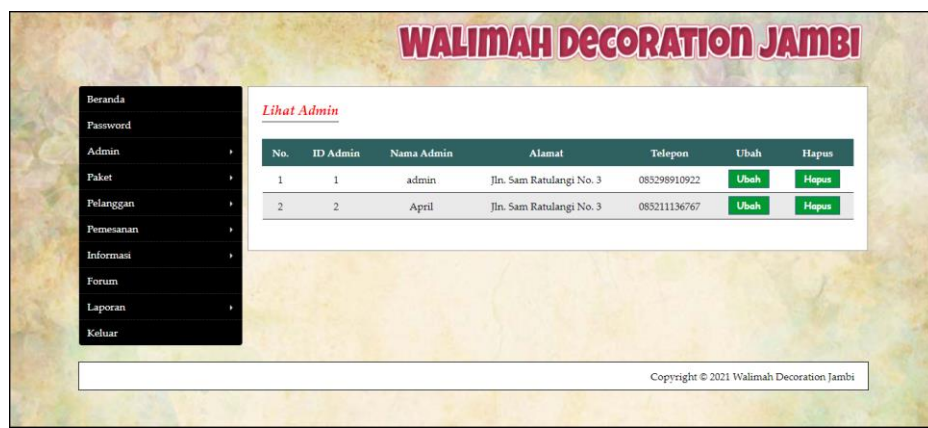 WALIMAH DECORATION JAMBI
Beranda
Password
Admin
Paket
Pelanggan
Pemesanan
Informasi
Forum
Laporan
Keluar
Lihat Admin
No. ID Admin Nama Admin Alamat Telepon Ubah Hapus
1 1 admin Jln. Sam Ratulangi No. 3 085298910922 Ubah Hapus
2 2 April Jln. Sam Ratulangi No. 3 085211136767 Ubah Hapus
Copyright © 2021 Walimah Decoration Jambi